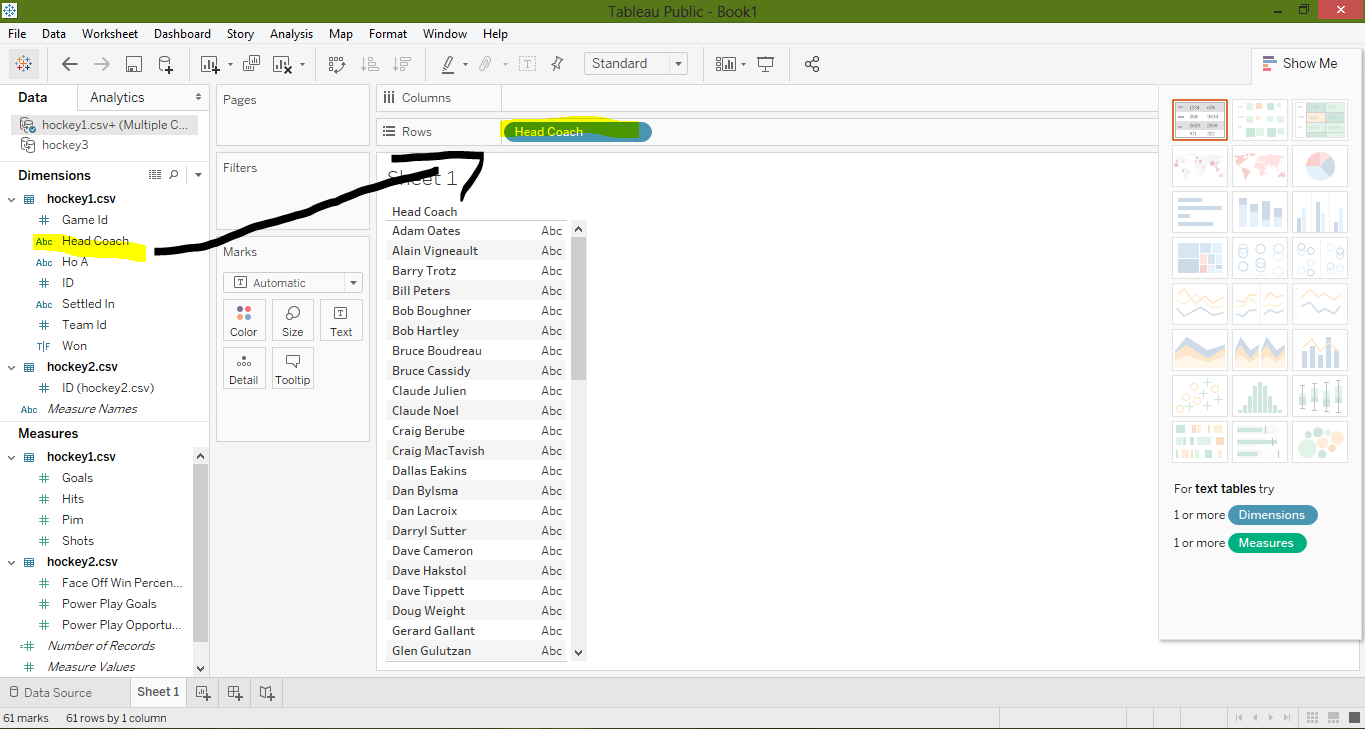 Tableau Public - Book1
File Data Worksheet Dashboard Story Analysis Map Format Window Help
Standard
Show Me
Data Analytics
hockey1.csv+ (Multiple C...
hockey3
Dimensions
hockey1.csv
Game Id
Abc Head Coach
Abc Ho A
ID
Abc Settled In
Team Id
T|F Won
hockey2.csv
ID (hockey2.csv)
Abc Measure Names
Measures
hockey1.csv
Goals
Hits
Pim
Shots
hockey2.csv
Face Off Win Percen...
Power Play Goals
Power Play Opportu...
Number of Records
Measure Values
Pages
Filters
Marks
Automatic
Color Size Text
Detail Tooltip
Columns
Rows Head Coach
Sheet 1
Head Coach
Adam Oates Abc
Alain Vigneault Abc
Barry Trotz Abc
Bill Peters Abc
Bob Boughner Abc
Bob Hartley Abc
Bruce Boudreau Abc
Bruce Cassidy Abc
Claude Julien Abc
Claude Noel Abc
Craig Berube Abc
Craig MacTavish Abc
Dallas Eakins Abc
Dan Bylsma Abc
Dan Lacroix Abc
Darryl Sutter Abc
Dave Cameron Abc
Dave Hakstol Abc
Dave Tippett Abc
Doug Weight Abc
Gerard Gallant Abc
Glen Gulutzan Abc
For text tables try
1 or more Dimensions
1 or more Measures
Data Source Sheet 1
61 marks 61 rows by 1 column